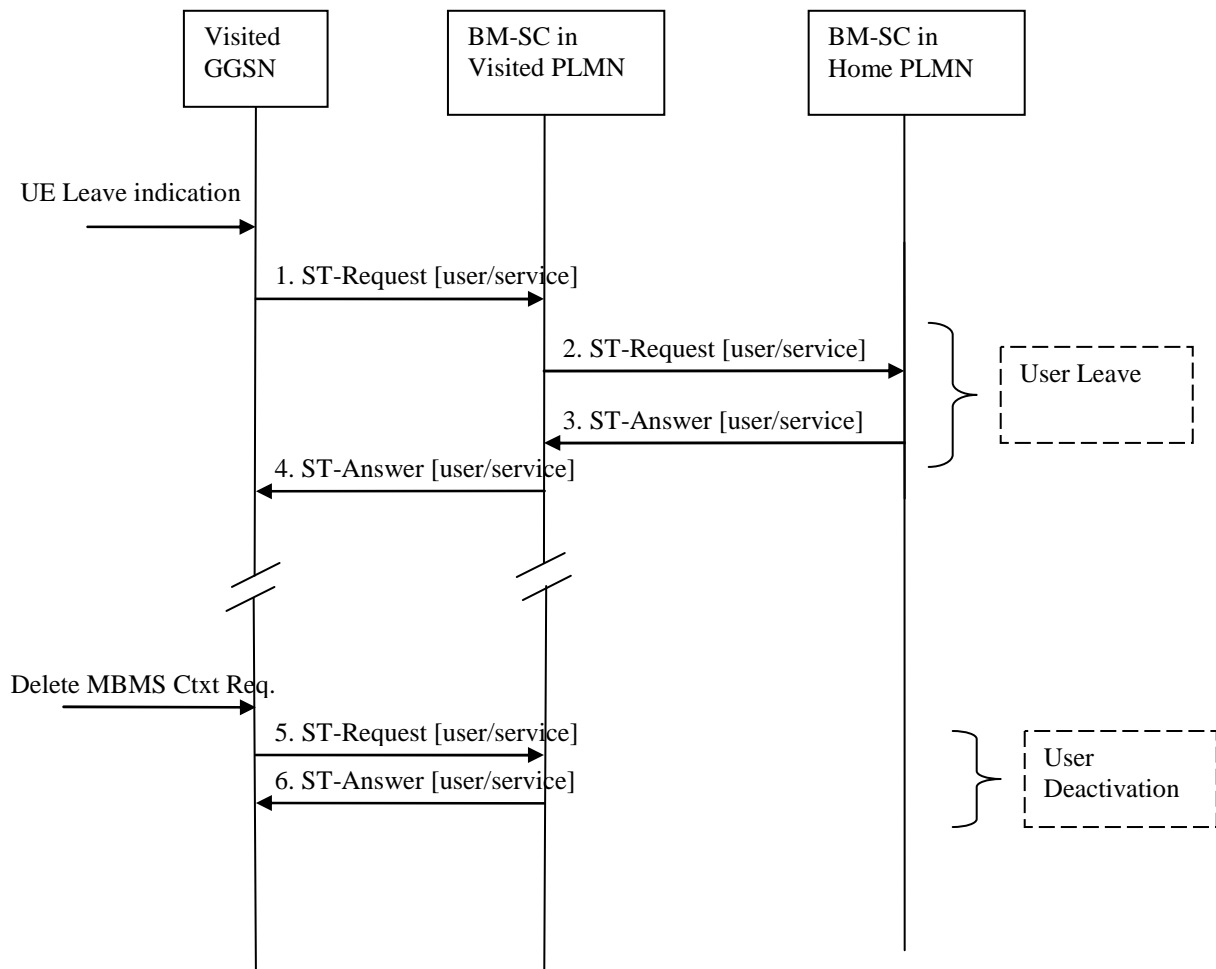 Visited
GGSN
BM-SC in
Visited PLMN
BM-SC in
Home PLMN
UE Leave indication
1. ST-Request [user/service]
2. ST-Request [user/service]
User Leave
3. ST-Answer [user/service]
4. ST-Answer [user/service]
Delete MBMS Ctxt Req.
5. ST-Request [user/service]
6. ST-Answer [user/service]
User
Deactivation